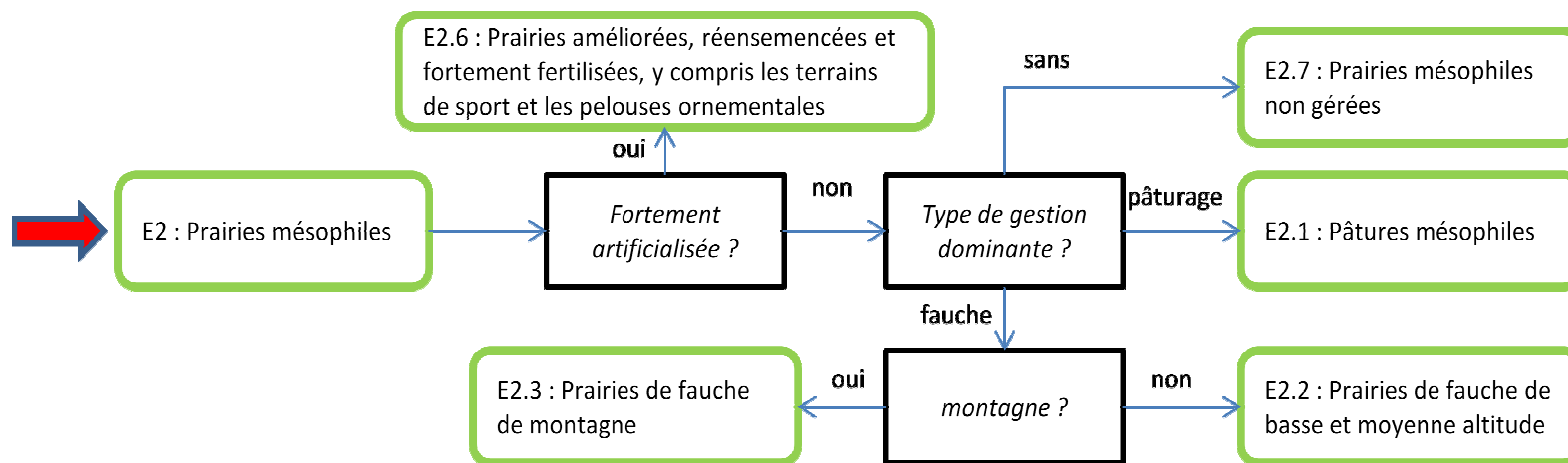 E2.6 : Prairies améliorées, réensemencées et
fortement fertilisées, y compris les terrains
de sport et les pelouses ornementales
sans
E2.7 : Prairies mésophiles
non gérées
oui
E2 : Prairies mésophiles
Fortement
artificialisée ?
non
Type de gestion
dominante ?
pâturage
E2.1 : Pâtures mésophiles
fauche
E2.3 : Prairies de fauche
de montagne
oui
montagne ?
non
E2.2 : Prairies de fauche de
basse et moyenne altitude